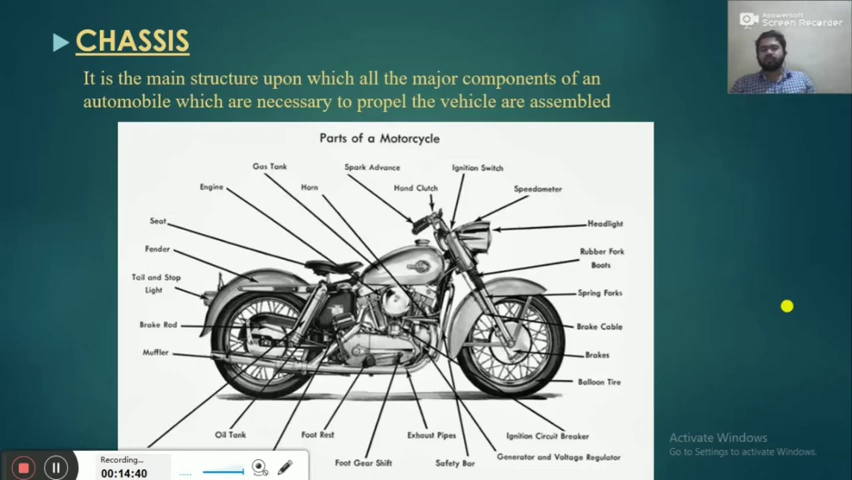 CHASSIS
It is the main structure upon which all the major components of an
automobile which are necessary to propel the vehicle are assembled
Apowersoft
Screen Recorder
Parts of a Motorcycle
Gas Tank
Spark Advance
Ignition Switch
Engine
Horn
Hand Clutch
Speedometer
Seat
Headlight
Fender
Rubber Fork
Boots
Tail and Stop
Light
Spring Forks
Brake Rod
Brake Cable
Muffler
Brakes
Balloon Tire
Oil Tank
Foot Rest
Exhaust Pipes
Ignition Circuit Breaker
Foot Gear Shift
Safety Bar
Generator and Voltage Regulator
Activate Windows
Go to Settings to activate Windows.
Recording...
00:14:40